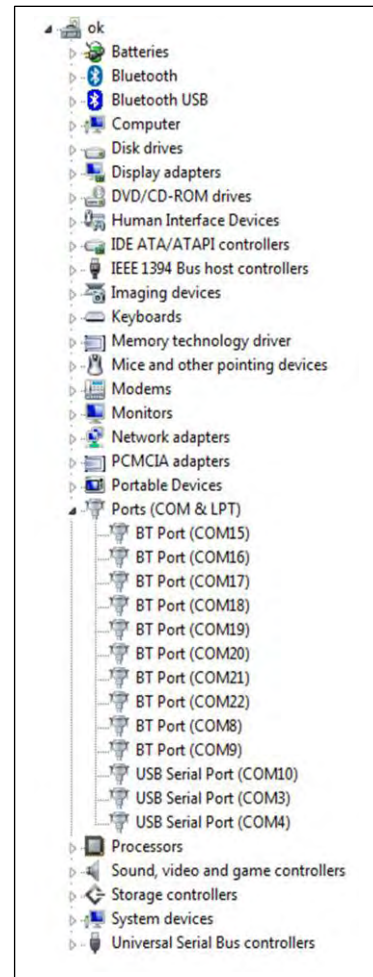 ok
Batteries
Bluetooth
Bluetooth USB
Computer
Disk drives
Display adapters
DVD/CD-ROM drives
Human Interface Devices
IDE ATA/ATAPI controllers
IEEE 1394 Bus host controllers
Imaging devices
Keyboards
Memory technology driver
Mice and other pointing devices
Modems
Monitors
Network adapters
PCMCIA adapters
Portable Devices
Ports (COM & LPT)
BT Port (COM15)
BT Port (COM16)
BT Port (COM17)
BT Port (COM18)
BT Port (COM19)
BT Port (COM20)
BT Port (COM21)
BT Port (COM22)
BT Port (COM8)
BT Port (COM9)
USB Serial Port (COM10)
USB Serial Port (COM3)
USB Serial Port (COM4)
Processors
Sound, video and game controllers
Storage controllers
System devices
Universal Serial Bus controllers